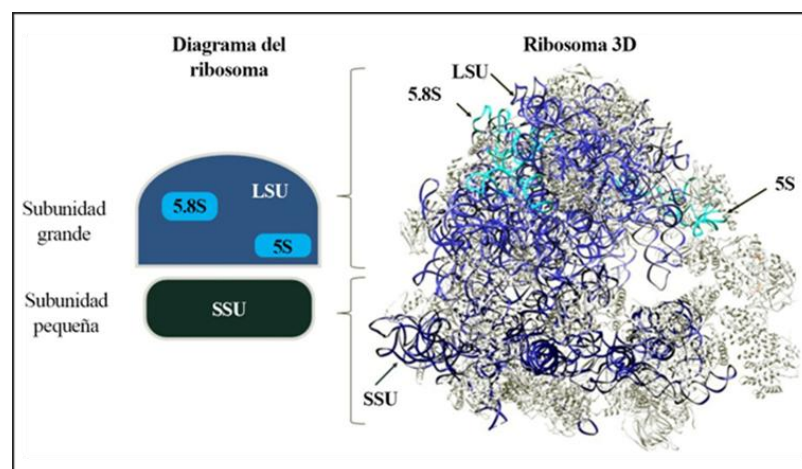 Diagrama del
ribosoma
Subunidad
grande
5.8S
LSU
5S
Subunidad
pequeña
SSU
Ribosoma 3D
LSU
5.8S
5S
SSU